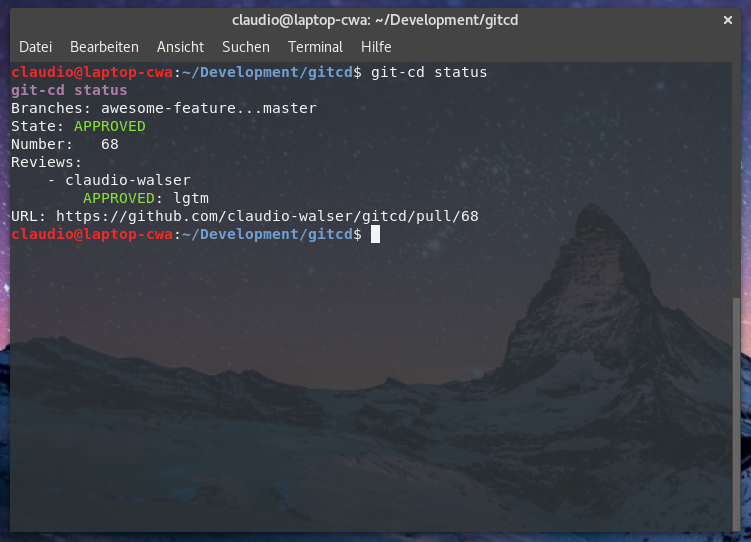 claudio@laptop-cwa: ~/Development/gitcd ×
Datei Bearbeiten Ansicht Suchen Terminal Hilfe
claudio@laptop-cwa:~/Development/gitcd$ git-cd status
git-cd status
Branches: awesome-feature...master
State: APPROVED
Number:   68
Reviews:
    - claudio-walser
        APPROVED: lgtm
URL: https://github.com/claudio-walser/gitcd/pull/68
claudio@laptop-cwa:~/Development/gitcd$